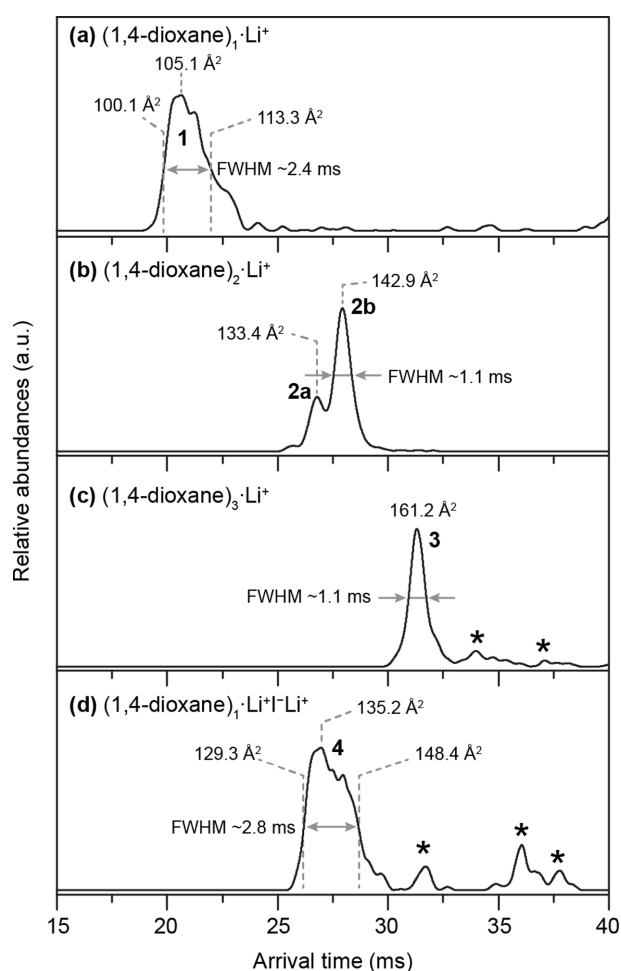 (a) (1,4-dioxane)₁·Li⁺
105.1 Å²
100.1 Å²
113.3 Å²
1
FWHM ~2.4 ms
(b) (1,4-dioxane)₂·Li⁺
142.9 Å²
2b
133.4 Å²
FWHM ~1.1 ms
2a
(c) (1,4-dioxane)₃·Li⁺
161.2 Å²
3
FWHM ~1.1 ms
*
*
(d) (1,4-dioxane)₁·Li⁺I⁻Li⁺
135.2 Å²
4
129.3 Å²
148.4 Å²
FWHM ~2.8 ms
*
*
*
15 20 25 30 35 40
Arrival time (ms)
Relative abundances (a.u.)